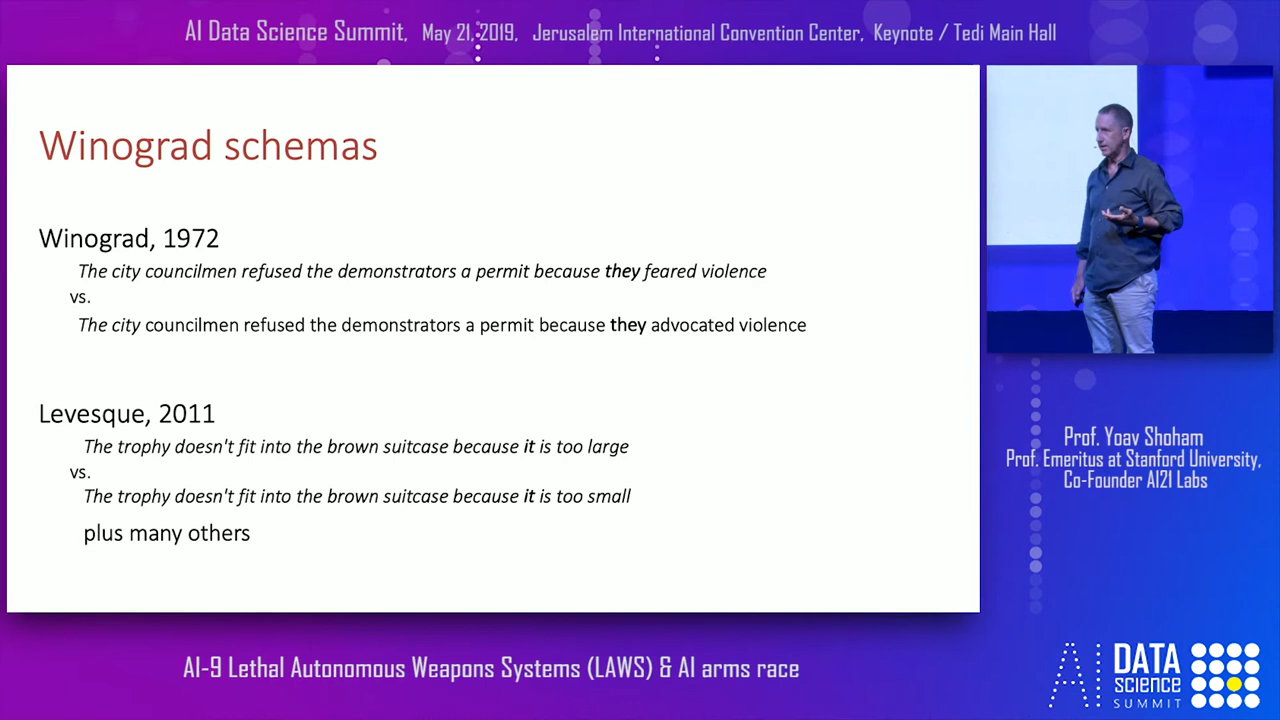 AI Data Science Summit, May 21, 2019, Jerusalem International Convention Center, Keynote / Tedi Main Hall
Winograd schemas
Winograd, 1972
The city councilmen refused the demonstrators a permit because they feared violence
vs.
The city councilmen refused the demonstrators a permit because they advocated violence
Levesque, 2011
The trophy doesn't fit into the brown suitcase because it is too large
vs.
The trophy doesn't fit into the brown suitcase because it is too small
plus many others
Prof. Yoav Shoham
Prof. Emeritus at Stanford University,
Co-Founder AI21 Labs
AI-9 Lethal Autonomous Weapons Systems (LAWS) & AI arms race
AI DATA
science
SUMMIT